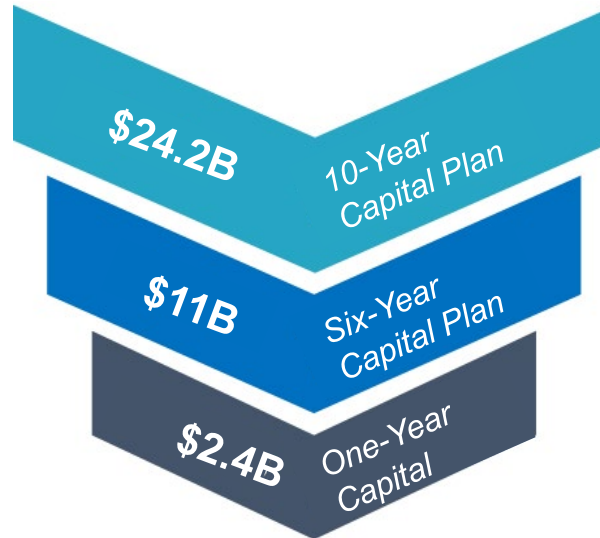 $24.2B
10-Year
Capital Plan
$11B
Six-Year
Capital Plan
$2.4B
One-Year
Capital